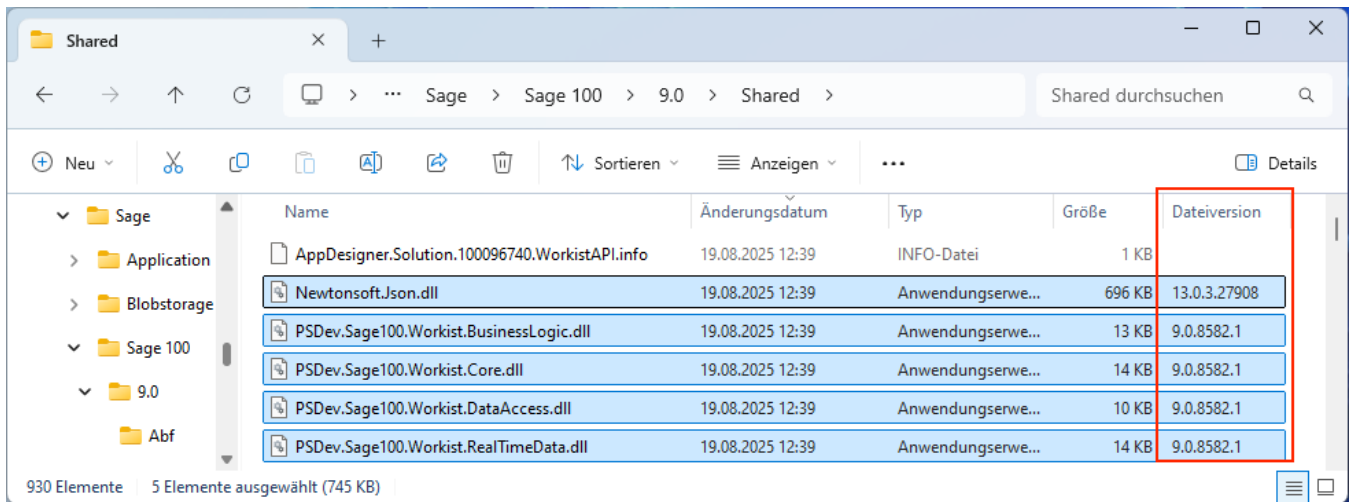 Shared
Sage > Sage 100 > 9.0 > Shared >
Shared durchsuchen
Neu
Sortieren
Anzeigen
Details
Sage
Application
Blobstorage
Sage 100
9.0
Abf
Name Änderungsdatum Typ Größe Dateiversion
AppDesigner.Solution.100096740.WorkistAPI.info 19.08.2025 12:39 INFO-Datei 1 KB
Newtonsoft.Json.dll 19.08.2025 12:39 Anwendungserwe... 696 KB 13.0.3.27908
PSDev.Sage100.Workist.BusinessLogic.dll 19.08.2025 12:39 Anwendungserwe... 13 KB 9.0.8582.1
PSDev.Sage100.Workist.Core.dll 19.08.2025 12:39 Anwendungserwe... 14 KB 9.0.8582.1
PSDev.Sage100.Workist.DataAccess.dll 19.08.2025 12:39 Anwendungserwe... 10 KB 9.0.8582.1
PSDev.Sage100.Workist.RealTimeData.dll 19.08.2025 12:39 Anwendungserwe... 14 KB 9.0.8582.1
930 Elemente 5 Elemente ausgewählt (745 KB)